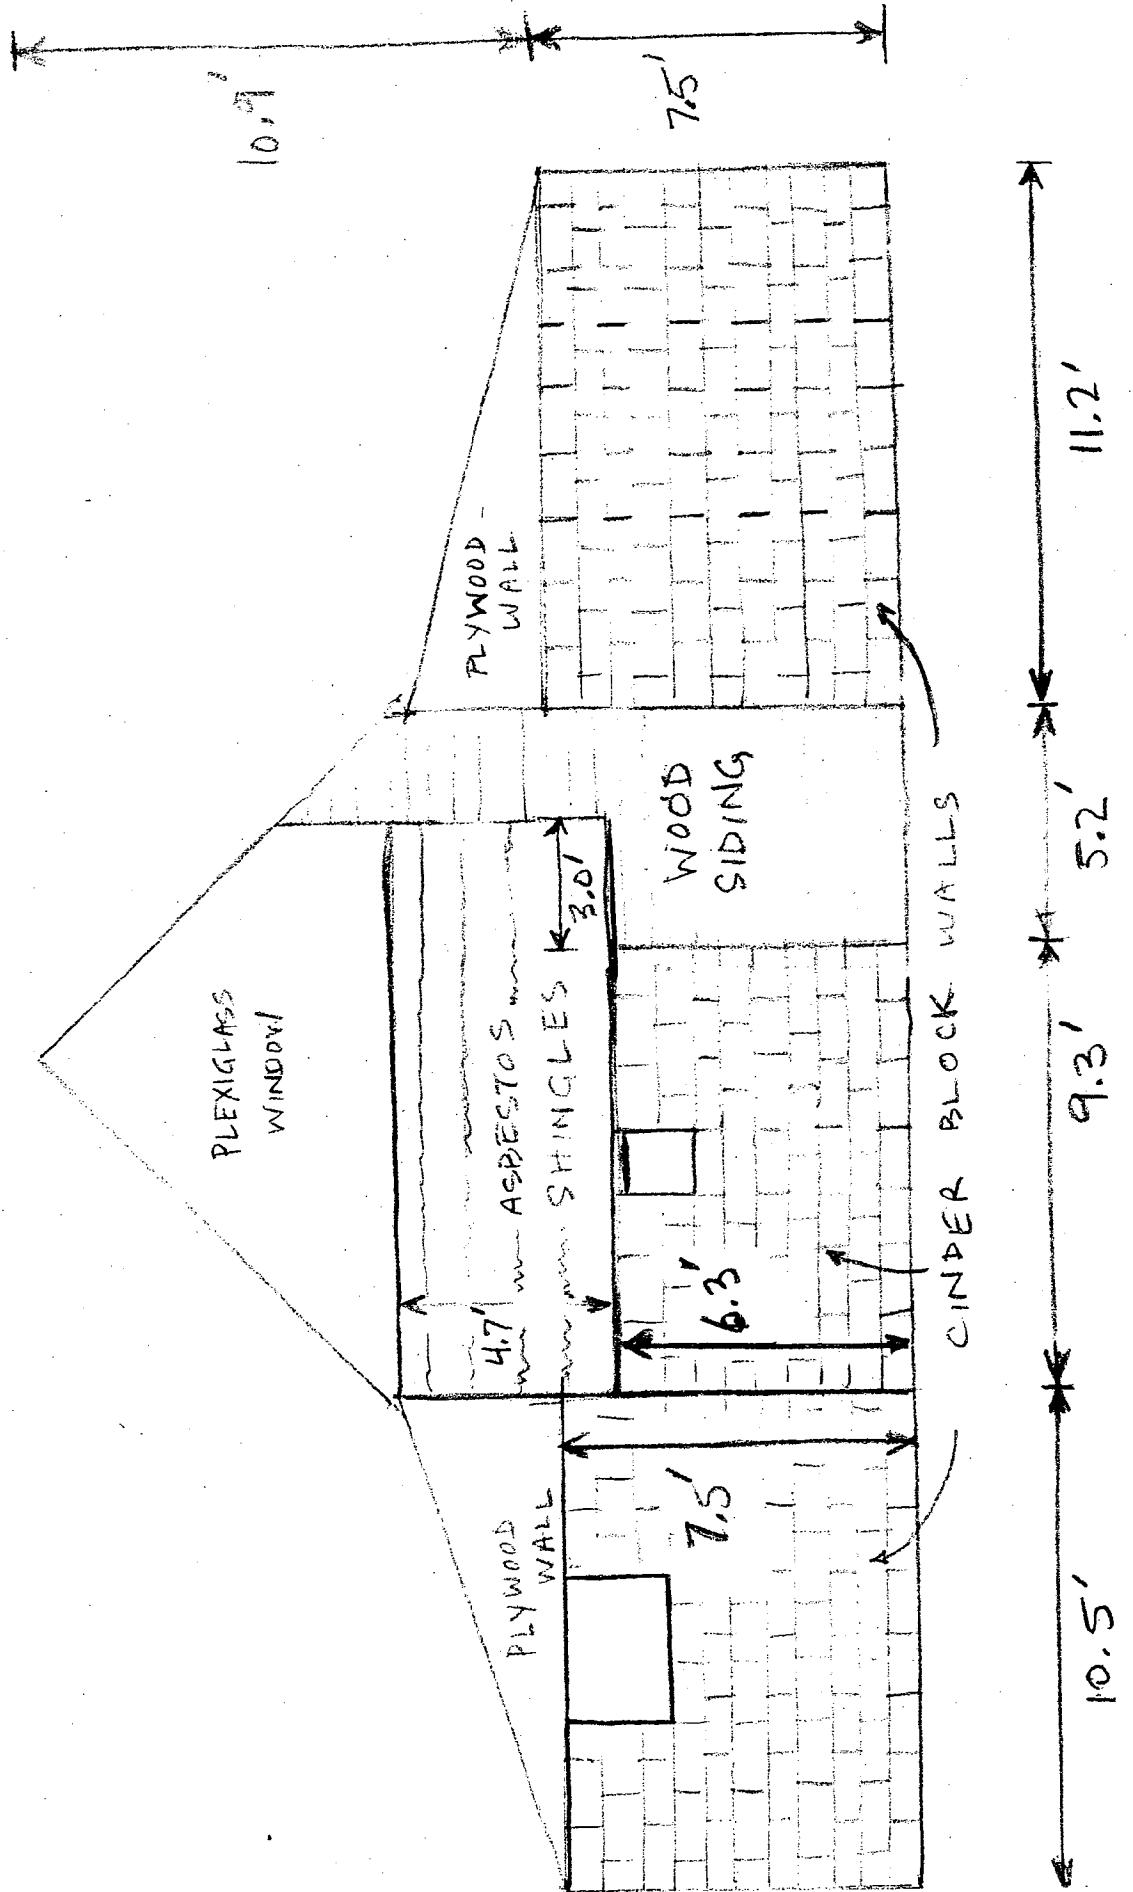 10.9'
7.5'
PLEXIGLASS
WINDOW
PLYWOOD
WALL
4.7'
ASBESTOS
SHINGLES
3.0'
PLYWOOD
WALL
7.5'
6.3'
WOOD
SIDING
CINDER BLOCK WALLS
10.5'
9.3'
5.2'
11.2'